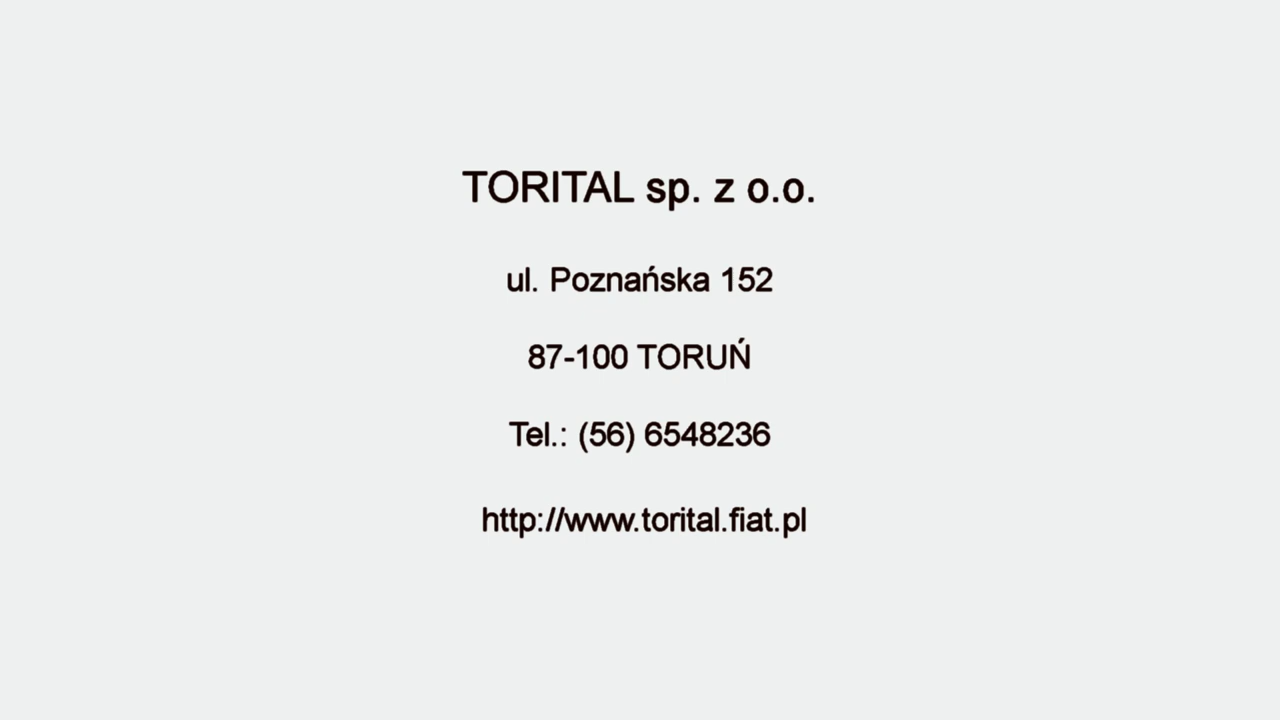 TORITAL sp. z o.o.
ul. Poznańska 152
87-100 TORUŃ
Tel.: (56) 6548236
http://www.torital.fiat.pl